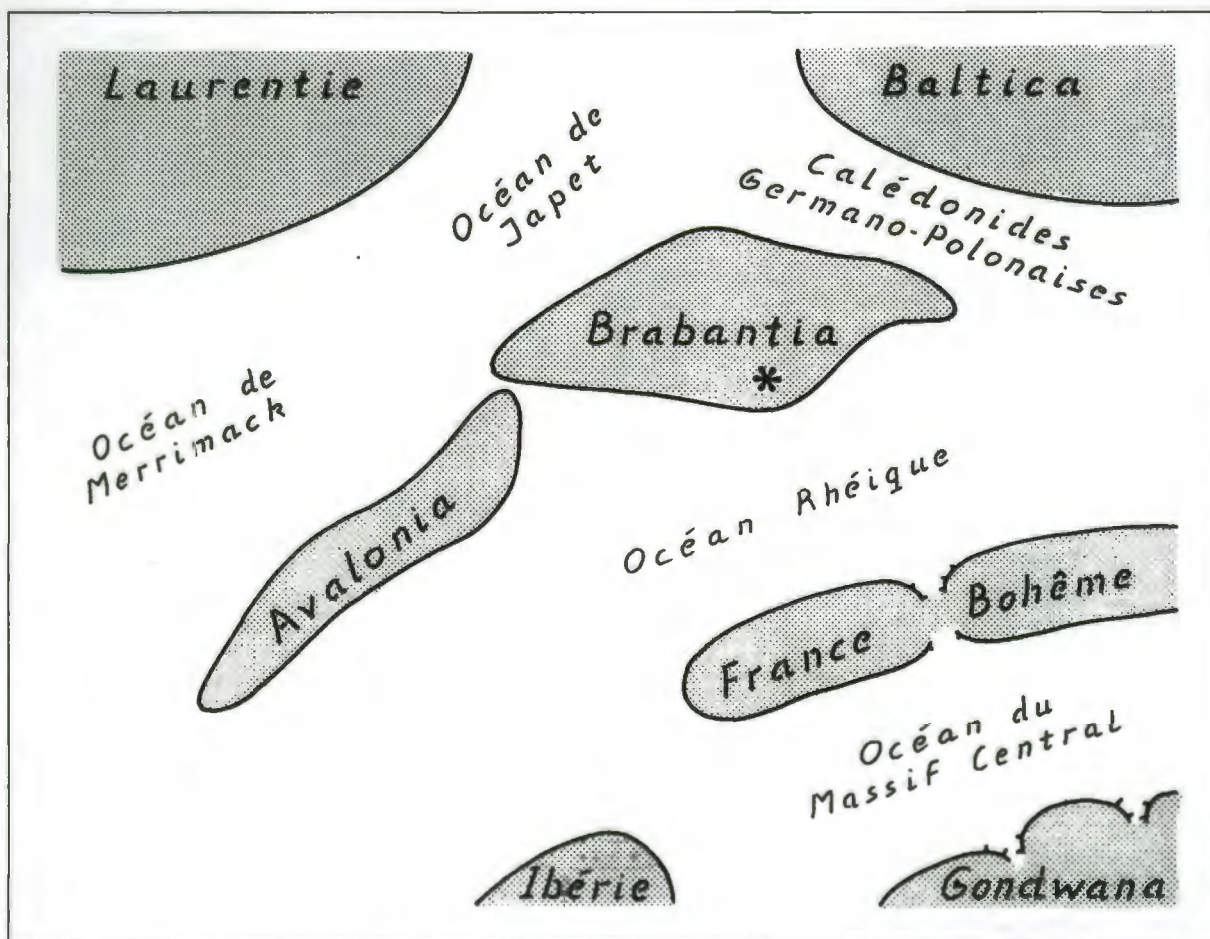 Laurentie
Baltica
Océan de
Japet
Calédonides
Germano-Polonaises
Brabantia
*
Océan de
Merrimack
Avalonia
Océan Rhéique
France
Bohême
Océan du
Massif Central
Ibérie
Gondwana